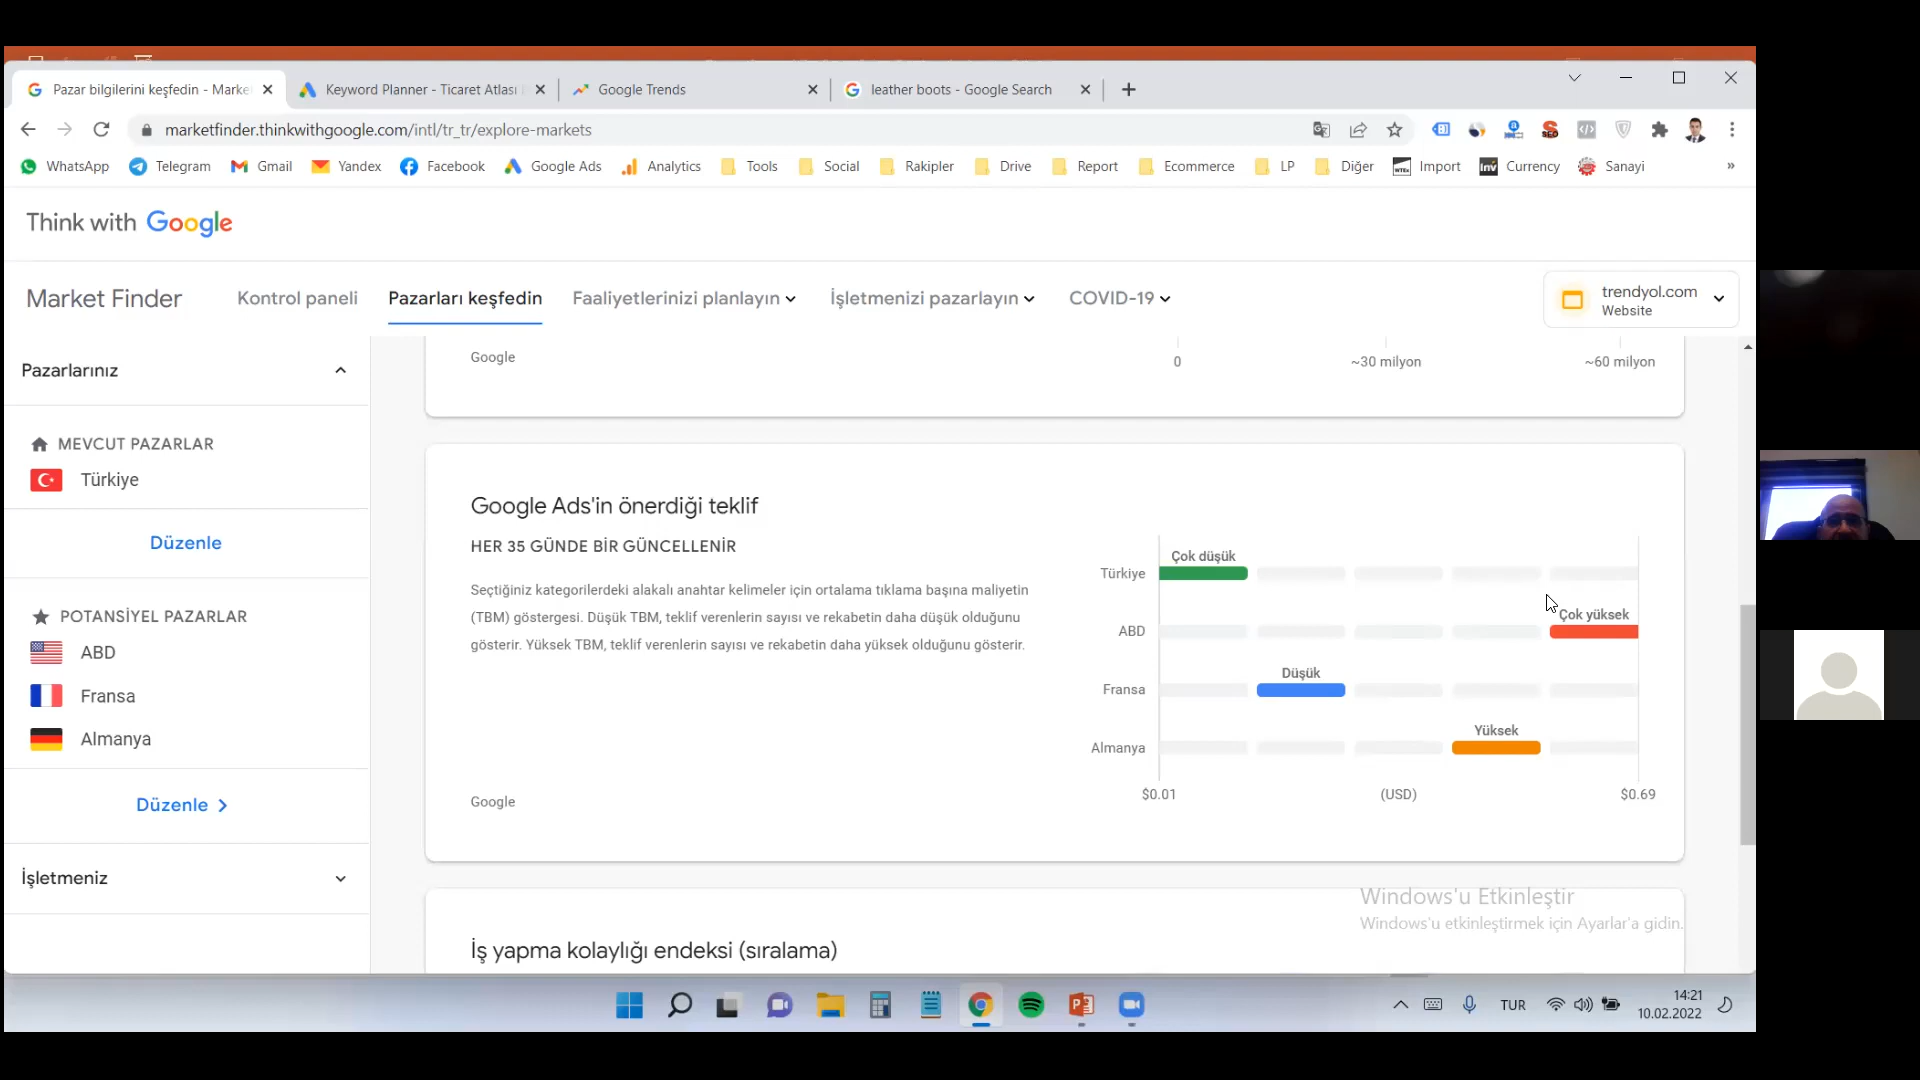 Pazar bilgilerini keşfedin - Marke
Keyword Planner - Ticaret Atlası
Google Trends
leather boots - Google Search
marketfinder.thinkwithgoogle.com/intl/tr_tr/explore-markets
WhatsApp Telegram Gmail Yandex Facebook Google Ads Analytics Tools Social Rakipler Drive Report Ecommerce LP Diğer Import Currency Sanayi
Think with Google
Market Finder
Kontrol paneli
Pazarları keşfedin
Faaliyetlerinizi planlayın
İşletmenizi pazarlayın
COVID-19
trendyol.com
Website
Pazarlarınız
MEVCUT PAZARLAR
Türkiye
Düzenle
POTANSİYEL PAZARLAR
ABD
Fransa
Almanya
Düzenle
İşletmeniz
Google
0
~30 milyon
~60 milyon
Google Ads'in önerdiği teklif
HER 35 GÜNDE BİR GÜNCELLENİR
Seçtiğiniz kategorilerdeki alakalı anahtar kelimeler için ortalama tıklama başına maliyetin
(TBM) göstergesi. Düşük TBM, teklif verenlerin sayısı ve rekabetin daha düşük olduğunu
gösterir. Yüksek TBM, teklif verenlerin sayısı ve rekabetin daha yüksek olduğunu gösterir.
Google
Çok düşük
Türkiye
Çok yüksek
ABD
Düşük
Fransa
Yüksek
Almanya
$0.01
(USD)
$0.69
İş yapma kolaylığı endeksi (sıralama)
Windows'u Etkinleştir
Windows'u etkinleştirmek için Ayarlar'a gidin.
TUR
14:21
10.02.2022